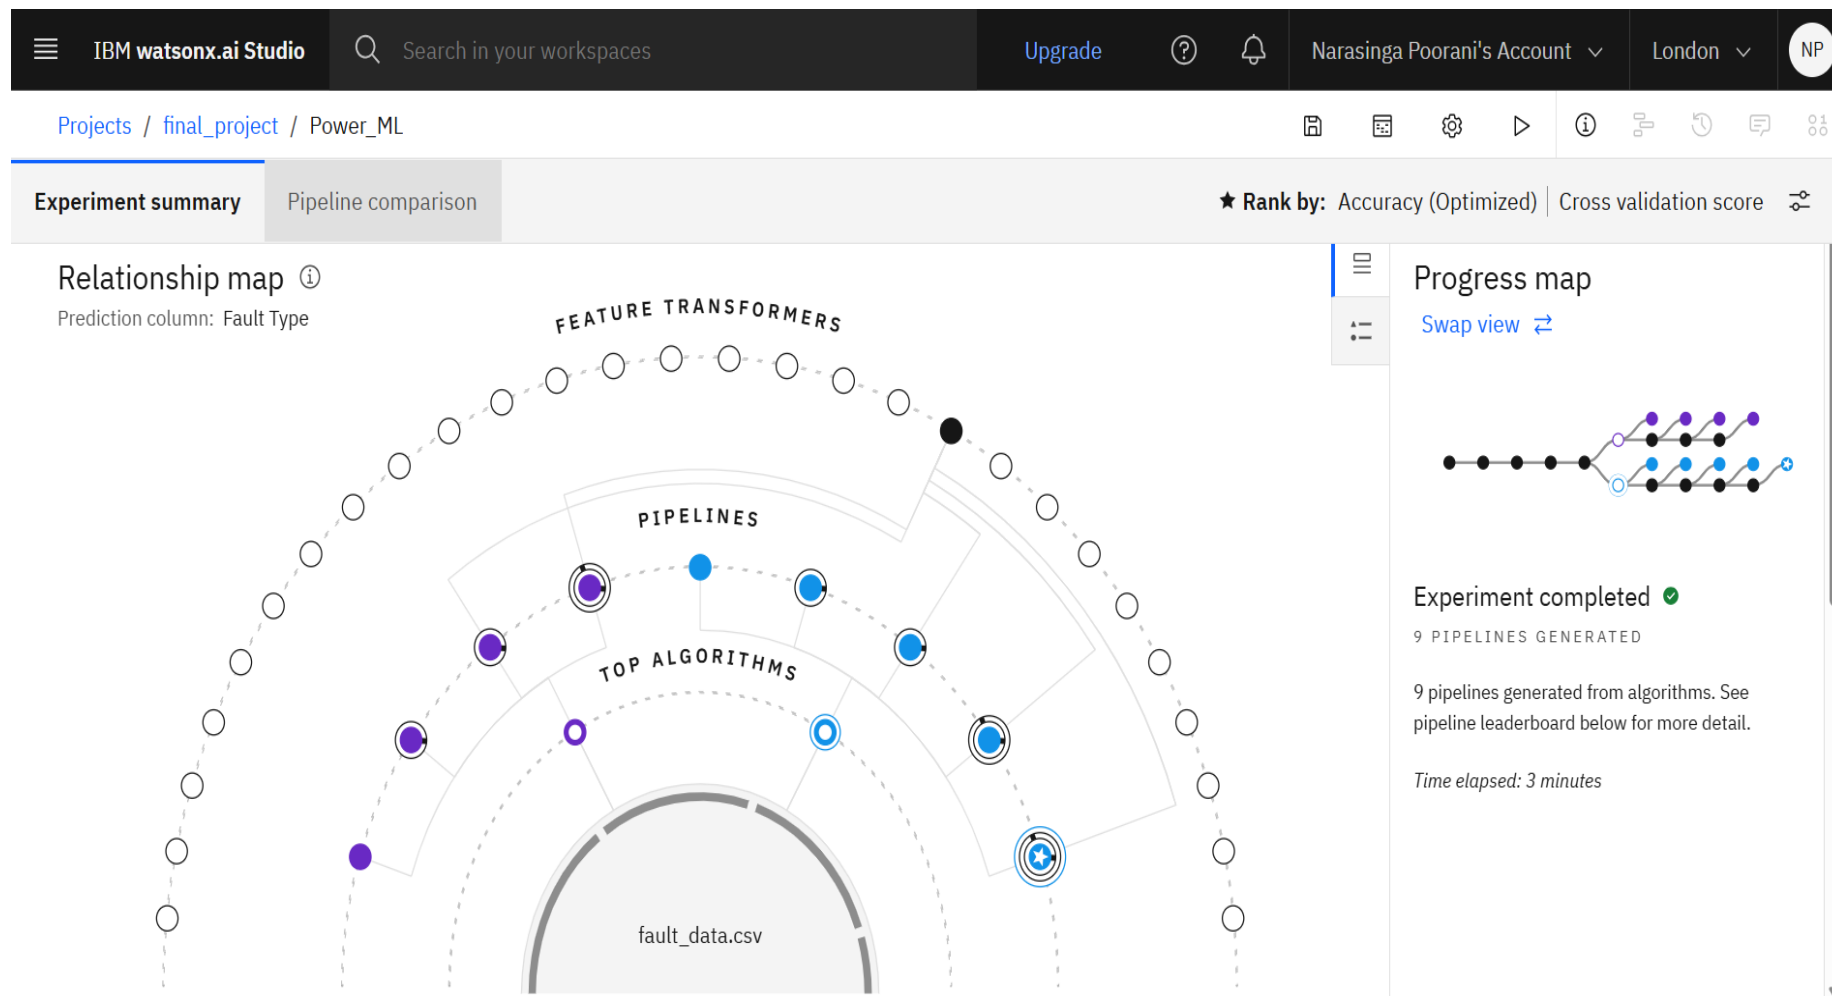 IBM watsonx.ai Studio
Search in your workspaces
Upgrade
Narasinga Poorani's Account
London
NP
Projects / final_project / Power_ML
Experiment summary
Pipeline comparison
Rank by: Accuracy (Optimized) | Cross validation score
Relationship map
Prediction column: Fault Type
FEATURE TRANSFORMERS
PIPELINES
TOP ALGORITHMS
fault_data.csv
Progress map
Swap view
Experiment completed
9 PIPELINES GENERATED
9 pipelines generated from algorithms. See
pipeline leaderboard below for more detail.
Time elapsed: 3 minutes